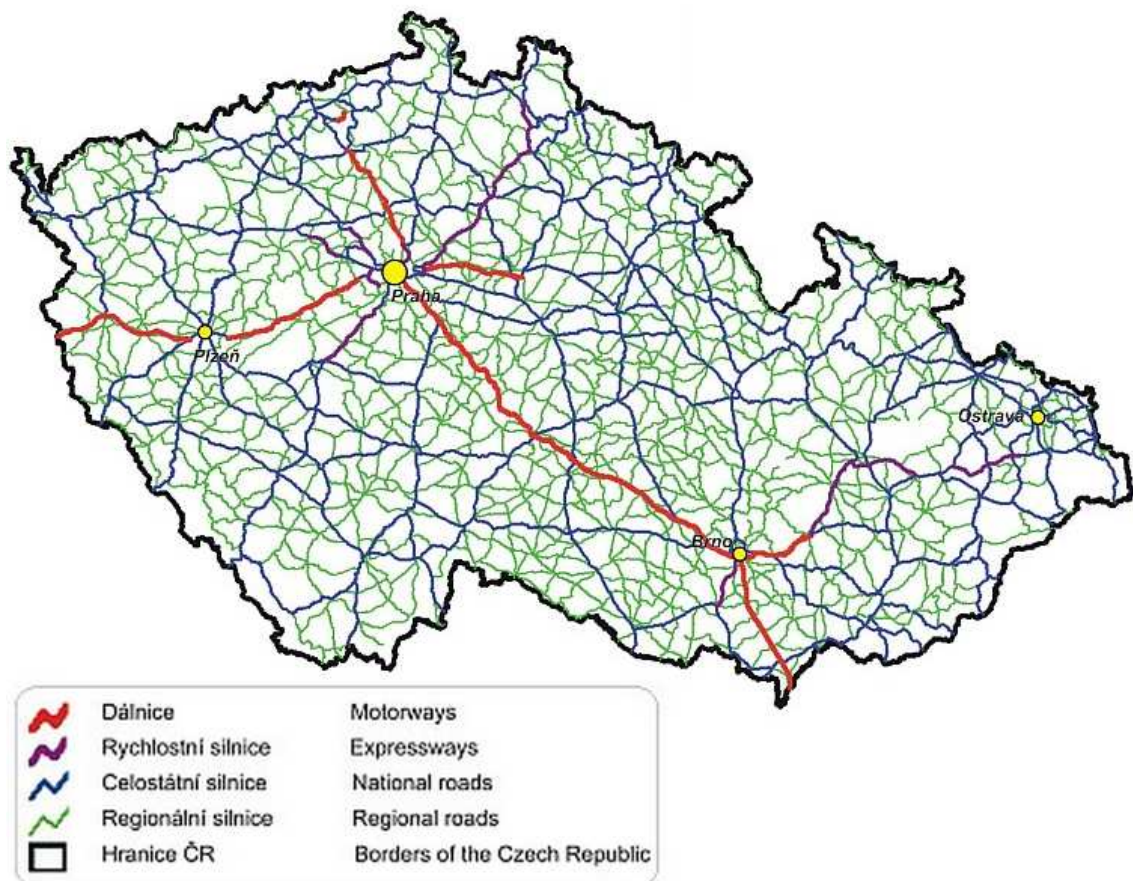 Praha
Plzeň
Ostrava
Brno
Dálnice Motorways
Rychlostní silnice Expressways
Celostátní silnice National roads
Regionální silnice Regional roads
Hranice ČR Borders of the Czech Republic